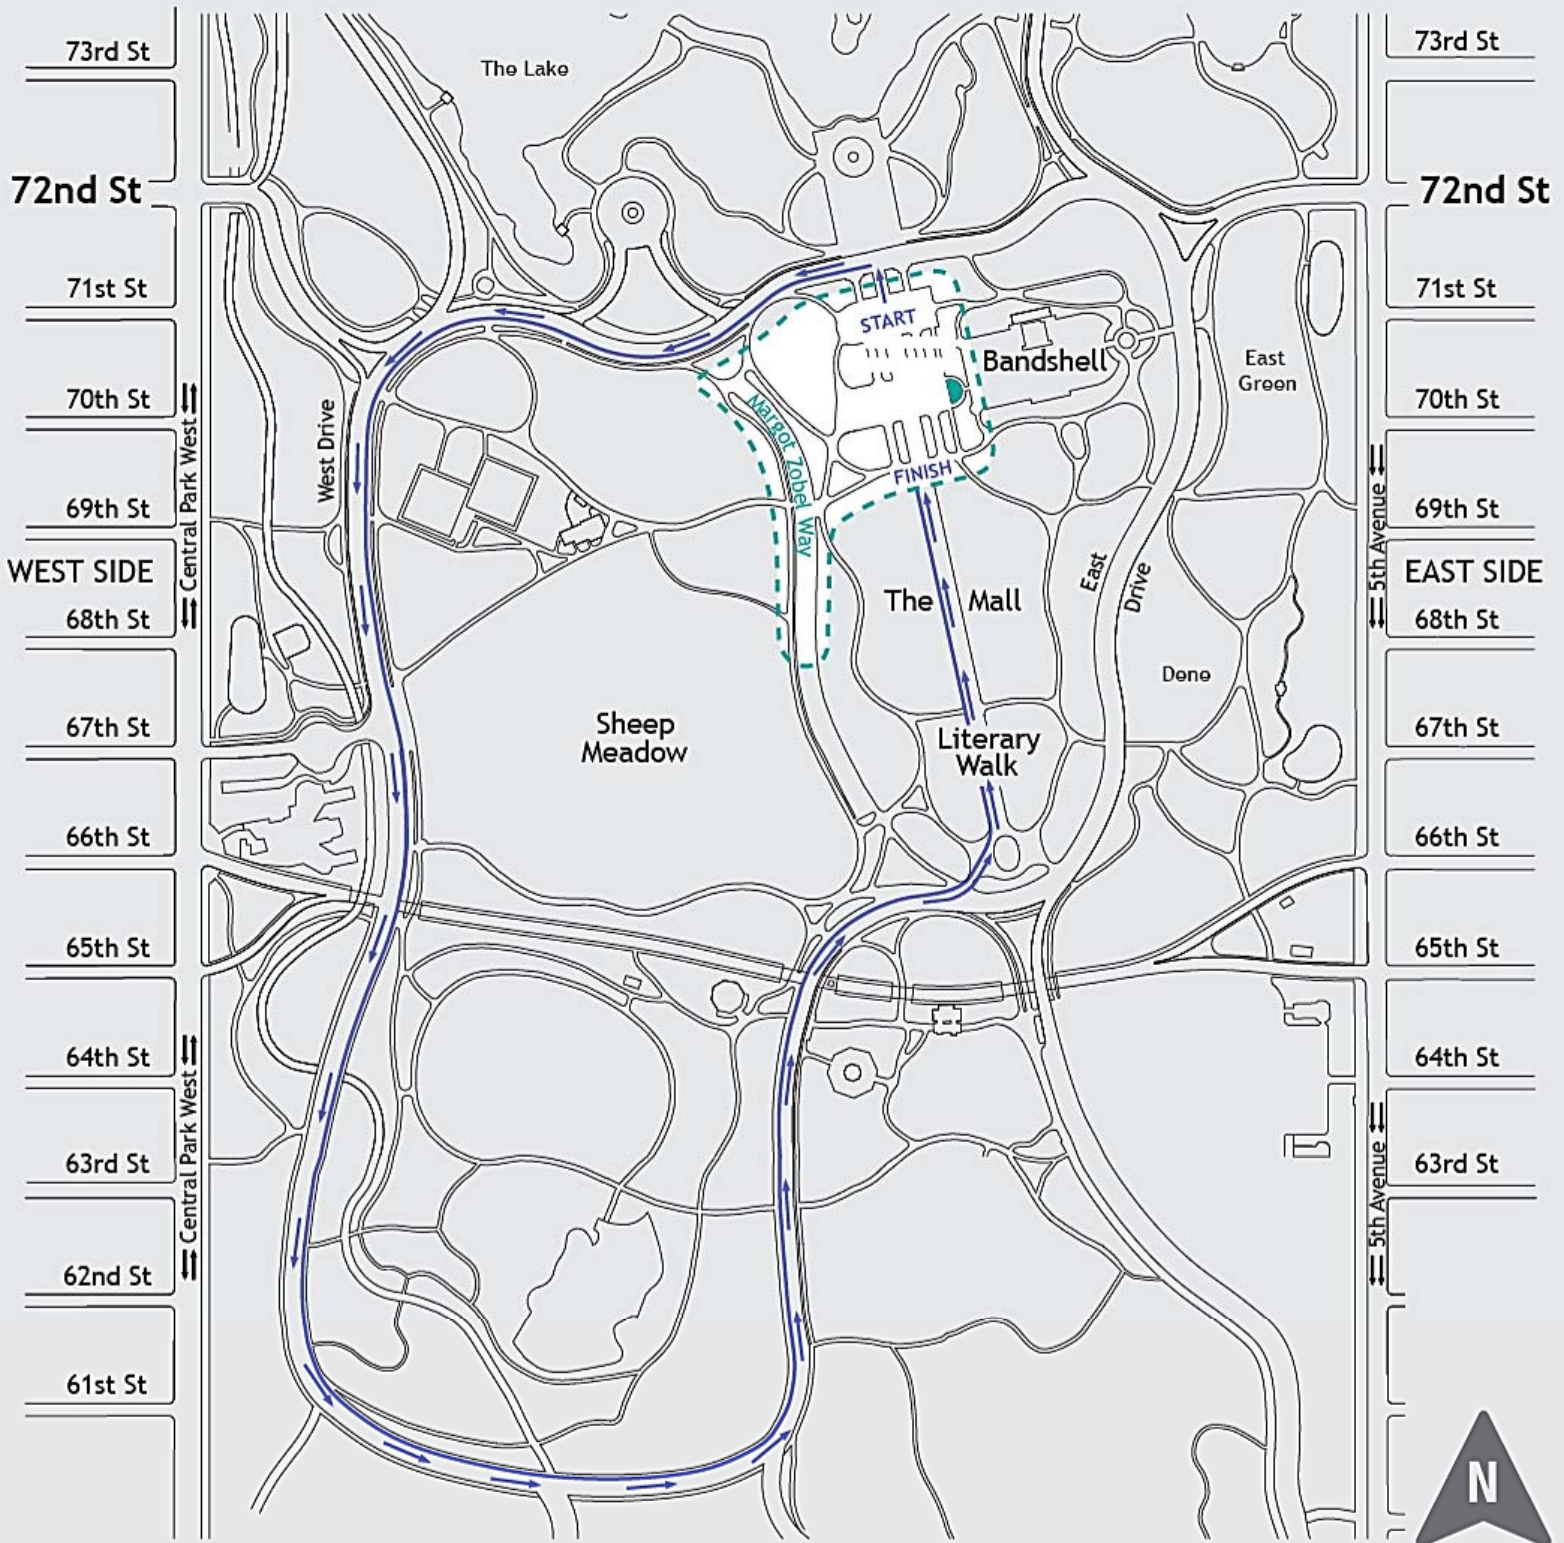 73rd St
The Lake
73rd St
72nd St
72nd St
71st St
71st St
START
Bandshell
East
Green
70th St
70th St
Margot Zobel Way
West Drive
Central Park West
FINISH
69th St
69th St
5th Avenue
WEST SIDE
East
Drive
EAST SIDE
The Mall
68th St
68th St
Dene
Sheep
Meadow
67th St
67th St
Literary
Walk
66th St
66th St
65th St
65th St
64th St
64th St
Central Park West
63rd St
63rd St
5th Avenue
62nd St
61st St
N